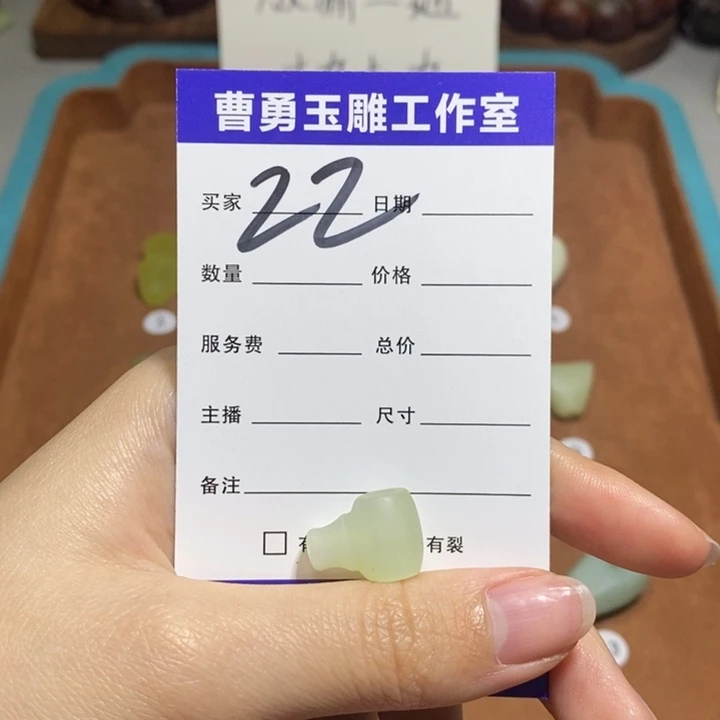 曹勇玉雕工作室
买家 22 日期
数量 价格
服务费 总价
主播 尺寸
备注
有裂